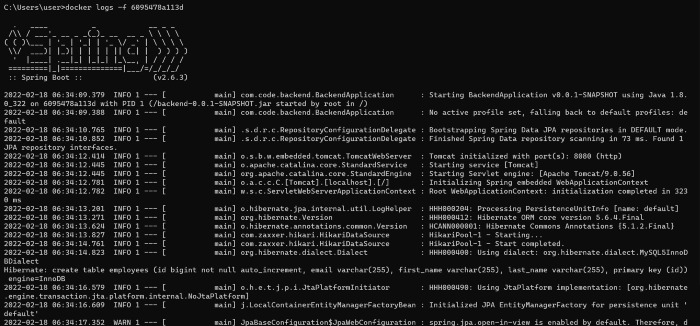 C:\Users\user>docker logs -f 6095478a113d
:: Spring Boot ::                (v2.6.3)
2022-02-18 06:34:09.379  INFO 1 --- [           main] com.code.backend.BackendApplication      : Starting BackendApplication v0.0.1-SNAPSHOT using Java 1.8.
0_322 on 6095478a113d with PID 1 (/backend-0.0.1-SNAPSHOT.jar started by root in /)
2022-02-18 06:34:09.388  INFO 1 --- [           main] com.code.backend.BackendApplication      : No active profile set, falling back to default profiles: de
fault
2022-02-18 06:34:10.765  INFO 1 --- [           main] .s.d.r.c.RepositoryConfigurationDelegate : Bootstrapping Spring Data JPA repositories in DEFAULT mode.
2022-02-18 06:34:10.852  INFO 1 --- [           main] .s.d.r.c.RepositoryConfigurationDelegate : Finished Spring Data repository scanning in 73 ms. Found 1
JPA repository interfaces.
2022-02-18 06:34:12.414  INFO 1 --- [           main] o.s.b.w.embedded.tomcat.TomcatWebServer  : Tomcat initialized with port(s): 8080 (http)
2022-02-18 06:34:12.445  INFO 1 --- [           main] o.apache.catalina.core.StandardService   : Starting service [Tomcat]
2022-02-18 06:34:12.445  INFO 1 --- [           main] org.apache.catalina.core.StandardEngine  : Starting Servlet engine: [Apache Tomcat/9.0.56]
2022-02-18 06:34:12.781  INFO 1 --- [           main] o.a.c.c.C.[Tomcat].[localhost].[/]       : Initializing Spring embedded WebApplicationContext
2022-02-18 06:34:12.782  INFO 1 --- [           main] w.s.c.ServletWebServerApplicationContext : Root WebApplicationContext: initialization completed in 323
0 ms
2022-02-18 06:34:13.201  INFO 1 --- [           main] o.hibernate.jpa.internal.util.LogHelper  : HHH000204: Processing PersistenceUnitInfo [name: default]
2022-02-18 06:34:13.271  INFO 1 --- [           main] org.hibernate.Version                    : HHH000412: Hibernate ORM core version 5.6.4.Final
2022-02-18 06:34:13.624  INFO 1 --- [           main] o.hibernate.annotations.common.Version   : HCANN000001: Hibernate Commons Annotations {5.1.2.Final}
2022-02-18 06:34:13.827  INFO 1 --- [           main] com.zaxxer.hikari.HikariDataSource       : HikariPool-1 - Starting...
2022-02-18 06:34:14.761  INFO 1 --- [           main] com.zaxxer.hikari.HikariDataSource       : HikariPool-1 - Start completed.
2022-02-18 06:34:14.823  INFO 1 --- [           main] org.hibernate.dialect.Dialect            : HHH000400: Using dialect: org.hibernate.dialect.MySQL5InnoD
BDialect
Hibernate: create table employees (id bigint not null auto_increment, email varchar(255), first_name varchar(255), last_name varchar(255), primary key (id))
 engine=InnoDB
2022-02-18 06:34:16.579  INFO 1 --- [           main] o.h.e.t.j.p.i.JtaPlatformInitiator       : HHH000490: Using JtaPlatform implementation: [org.hibernate
.engine.transaction.jta.platform.internal.NoJtaPlatform]
2022-02-18 06:34:16.609  INFO 1 --- [           main] j.LocalContainerEntityManagerFactoryBean : Initialized JPA EntityManagerFactory for persistence unit '
default'
2022-02-18 06:34:17.352  WARN 1 --- [           main] JpaBaseConfiguration$JpaWebConfiguration : spring.jpa.open-in-view is enabled by default. Therefore, d